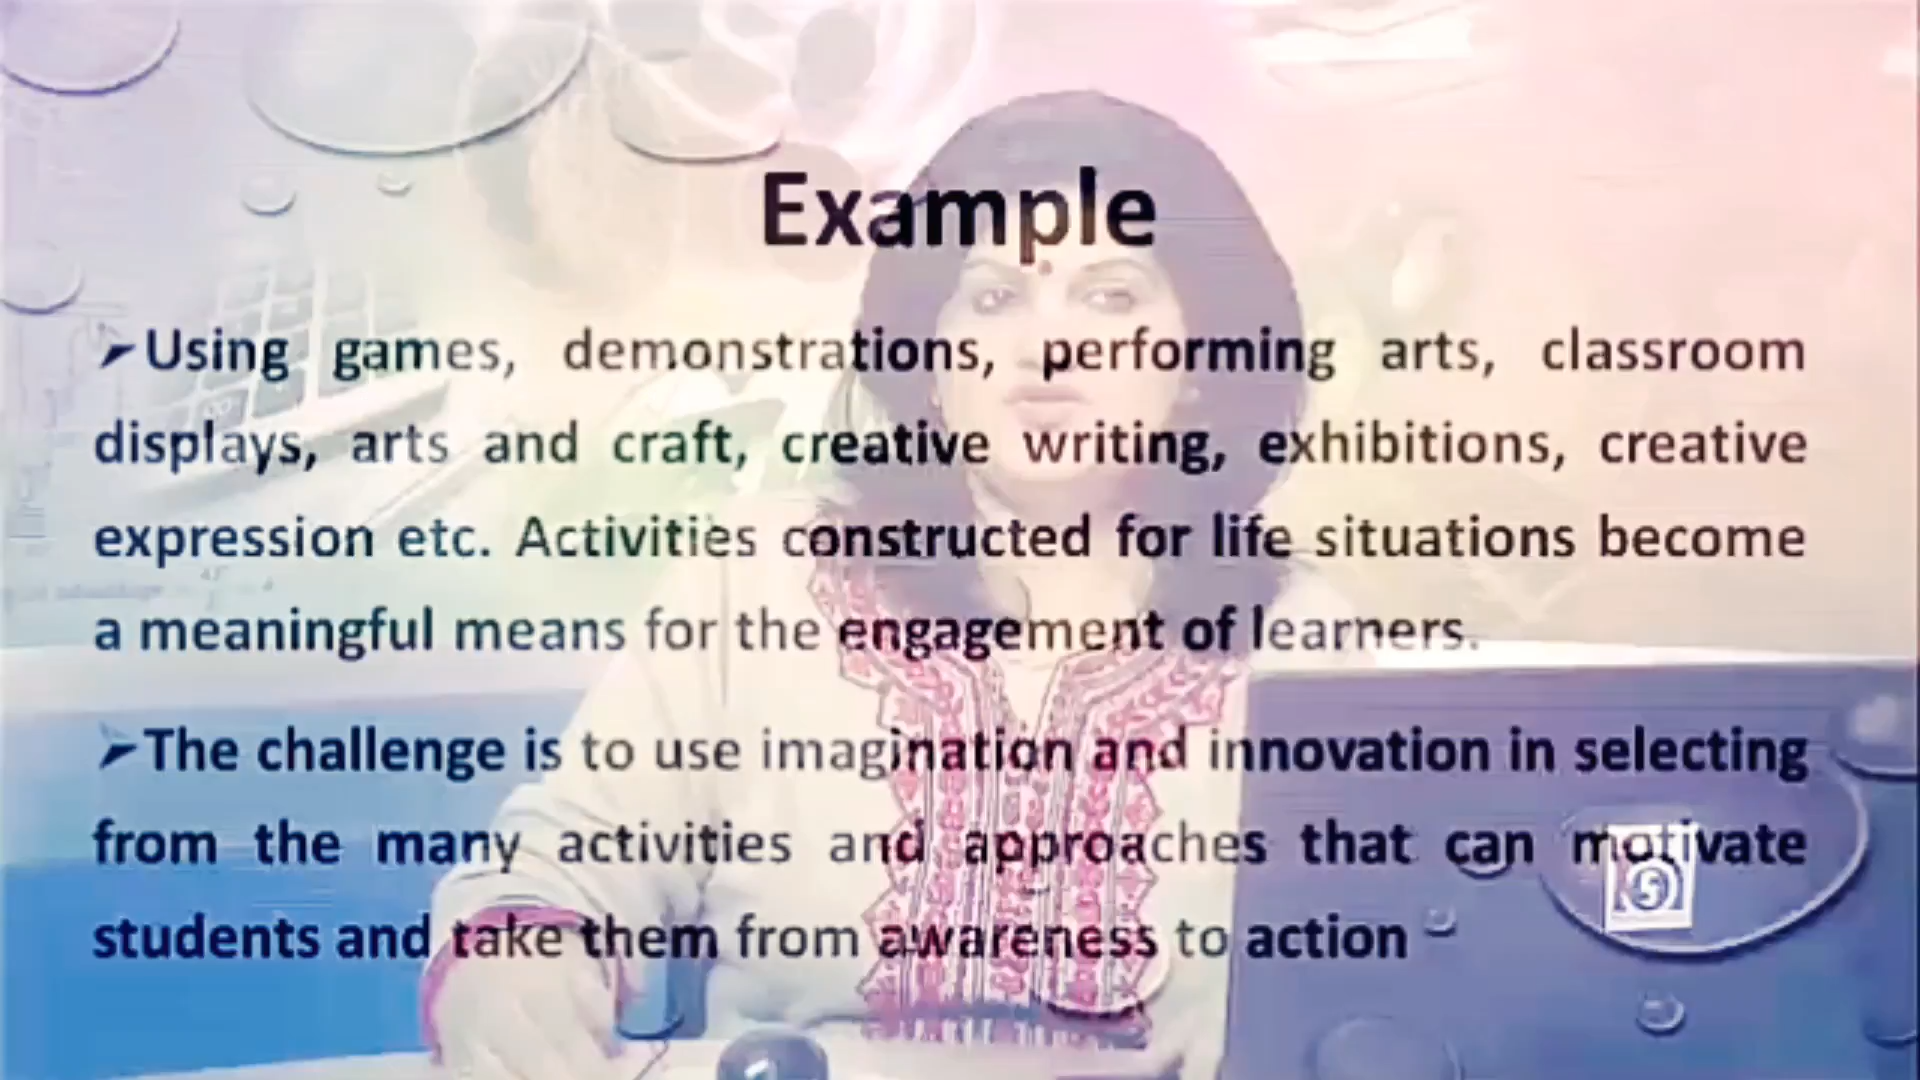 Example
➢Using games, demonstrations, performing arts, classroom
displays, arts and craft, creative writing, exhibitions, creative
expression etc. Activities constructed for life situations become
a meaningful means for the engagement of learners.
➢The challenge is to use imagination and innovation in selecting
from the many activities and approaches that can motivate
students and take them from awareness to action